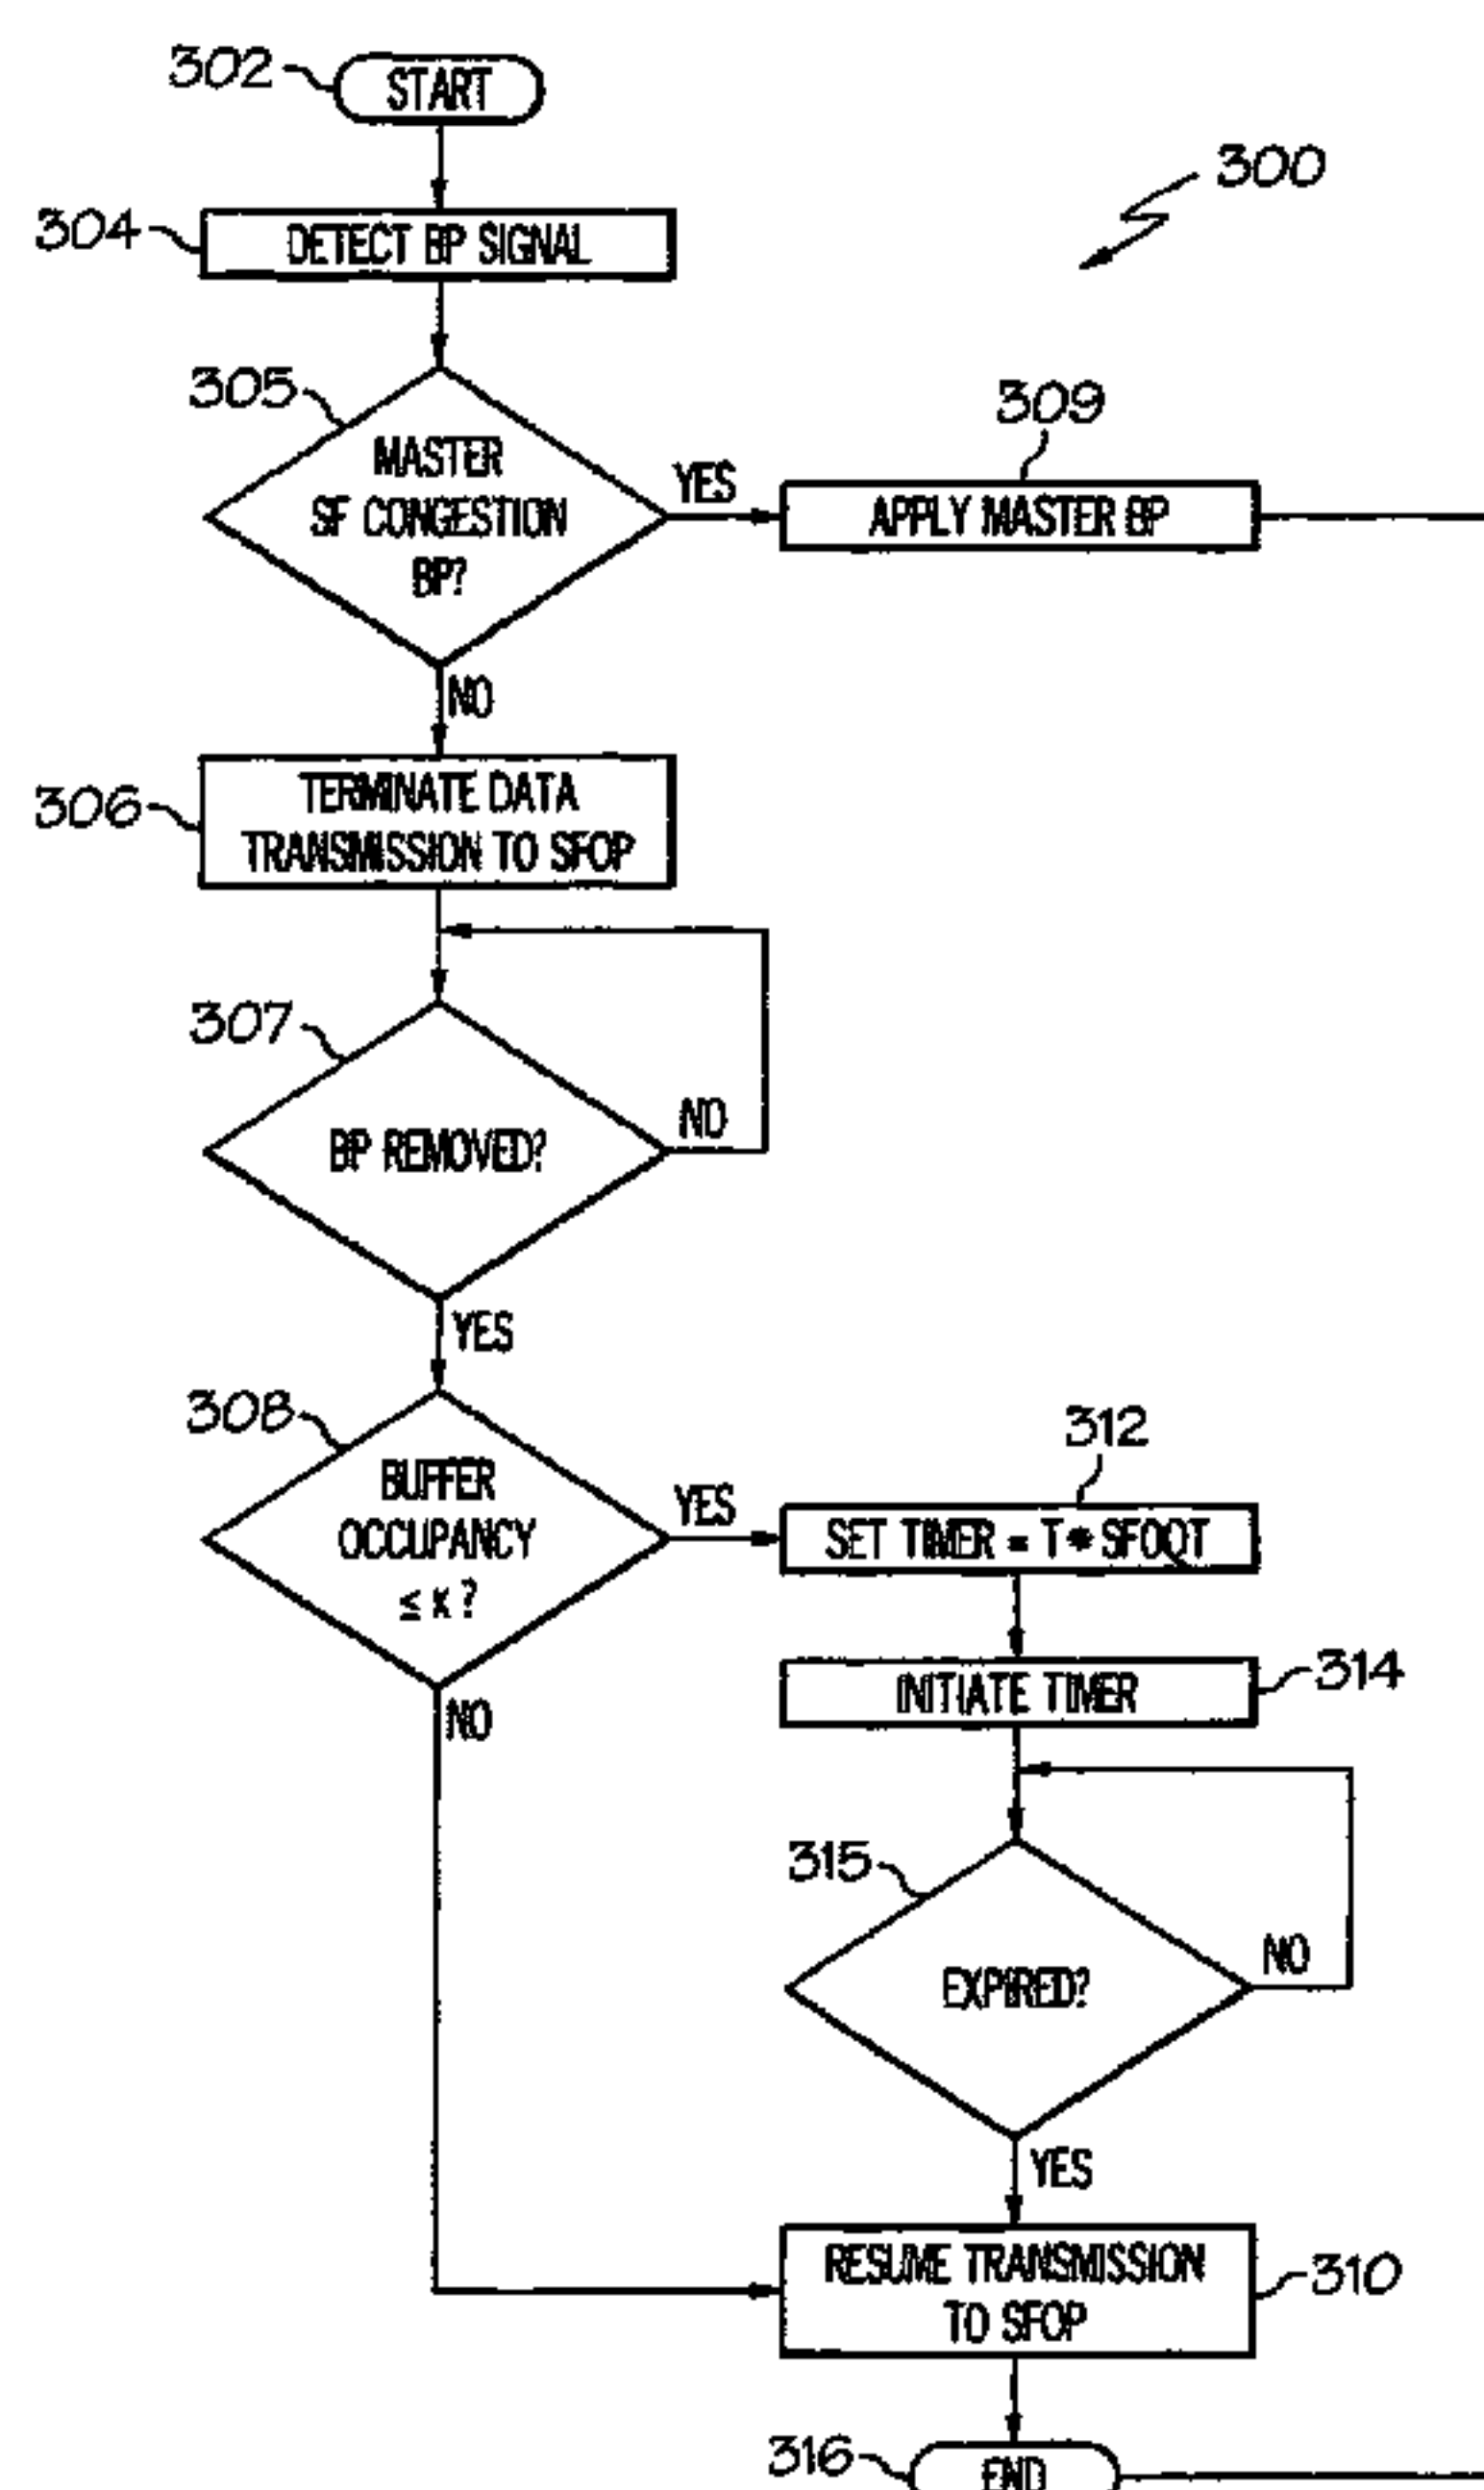 302
START
300
304
DETECT BP SIGNAL
305
MASTER
SF CONGESTION
BP?
YES
309
APPLY MASTER BP
NO
306
TERMINATE DATA
TRANSMISSION TO SFOP
307
BP REMOVED?
NO
YES
308
BUFFER
OCCUPANCY
≤ x ?
YES
312
SET TIMER = T * SFOQT
NO
INITIATE TIMER
314
315
EXPIRED?
NO
YES
RESUME TRANSMISSION
TO SFOP
310
316
END